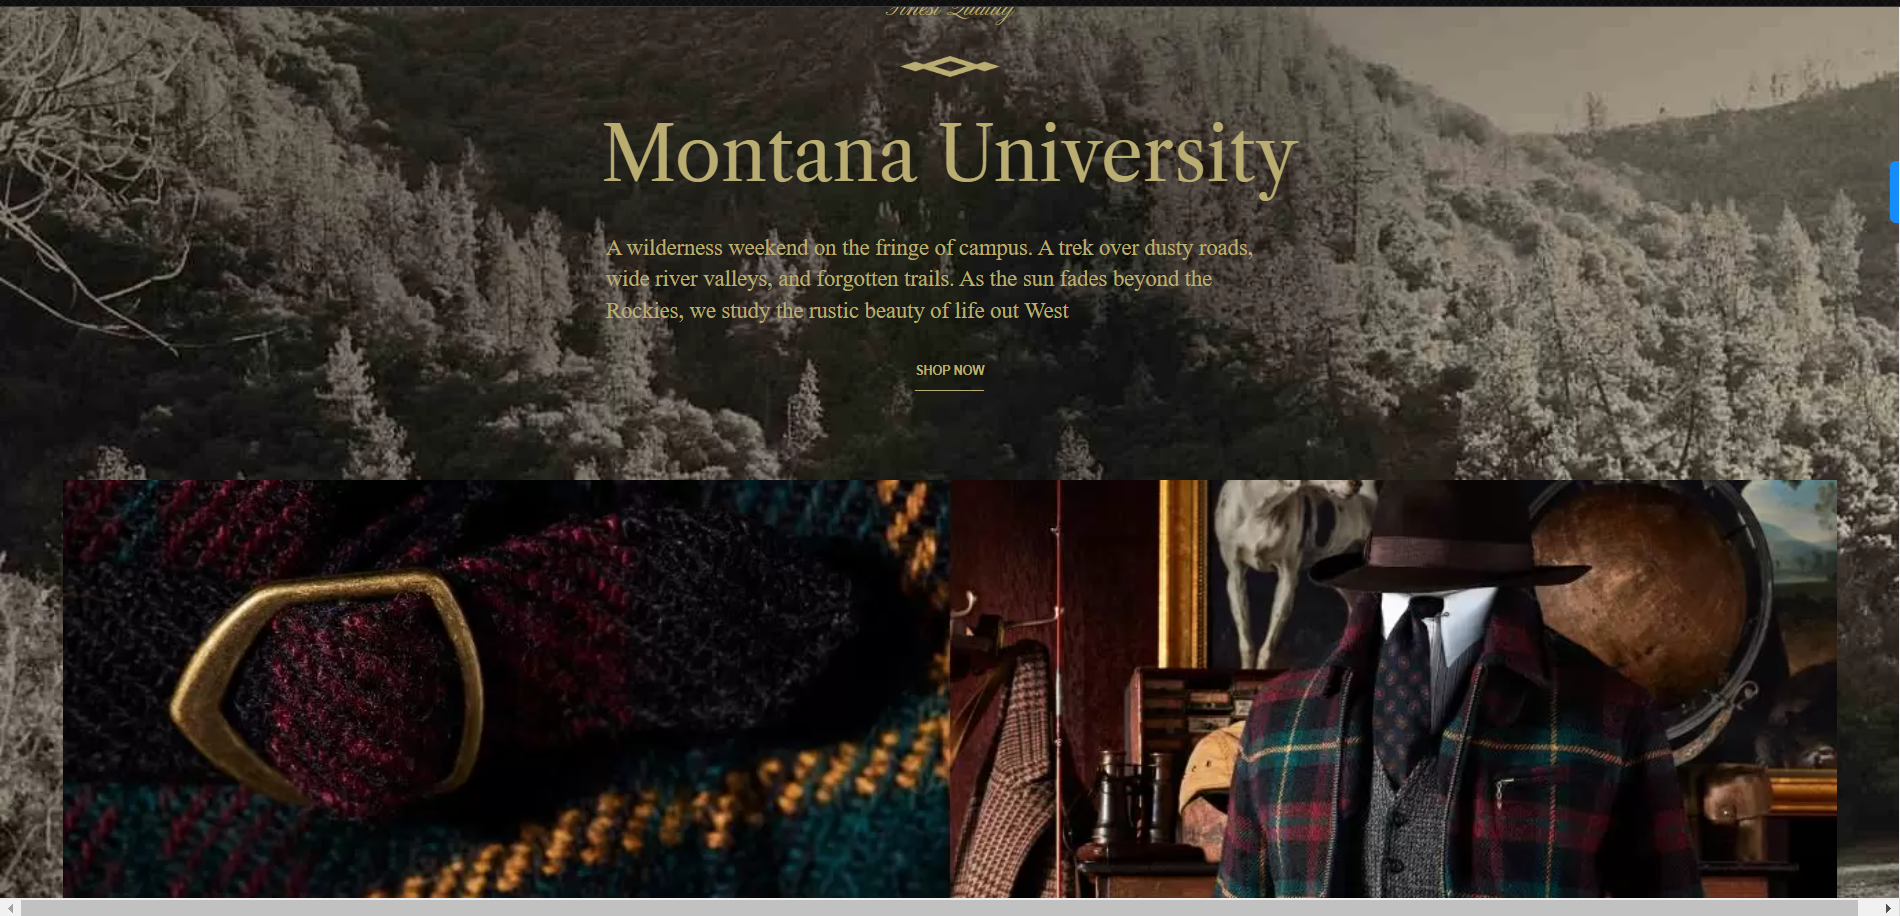 Finest Quality
Montana University
A wilderness weekend on the fringe of campus. A trek over dusty roads,
wide river valleys, and forgotten trails. As the sun fades beyond the
Rockies, we study the rustic beauty of life out West
SHOP NOW